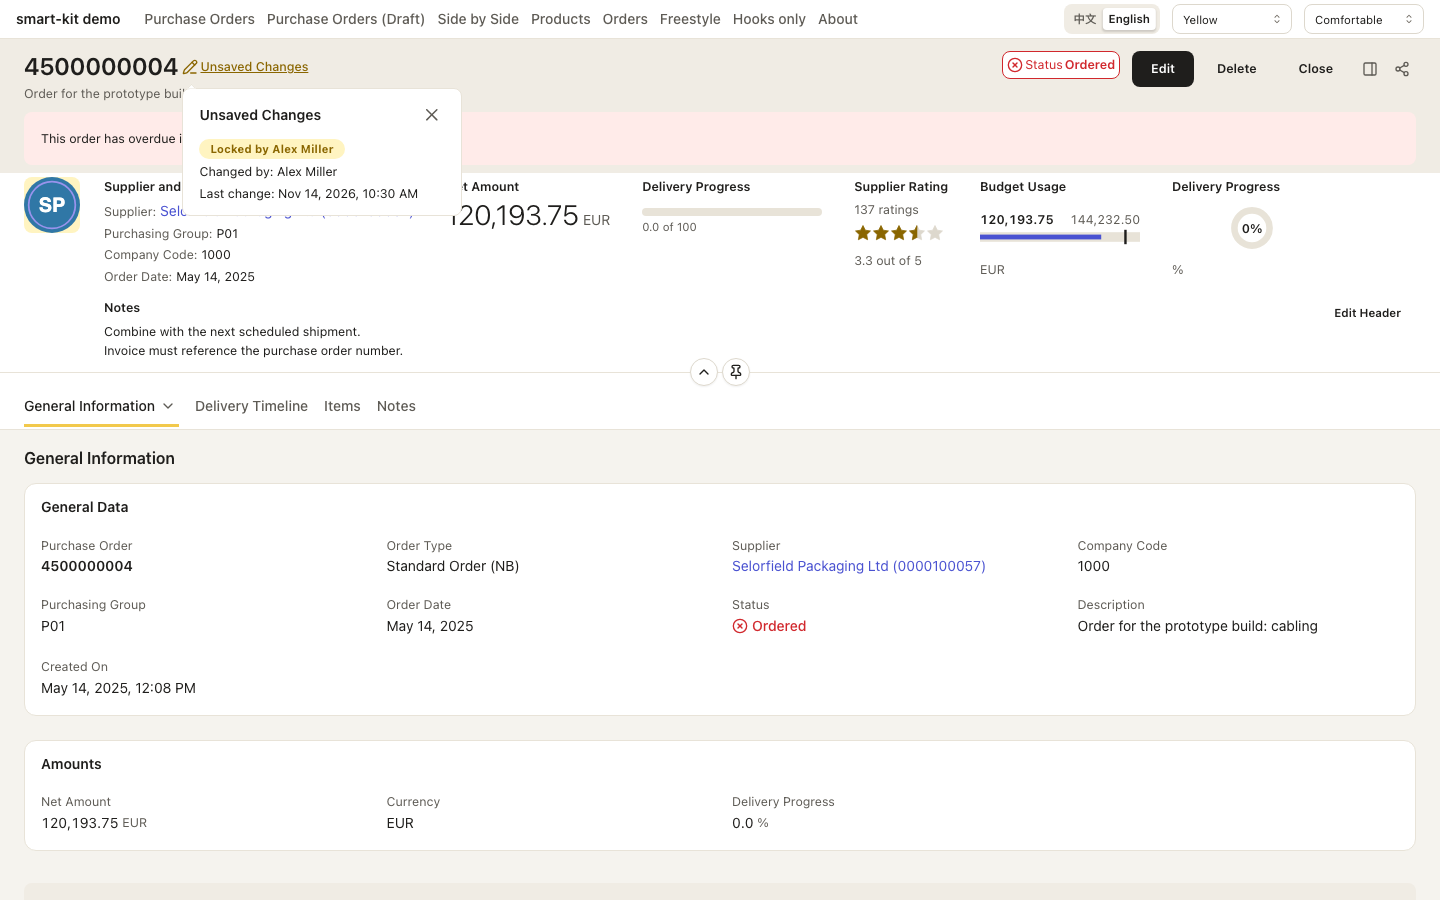 smart-kit demo Purchase Orders Purchase Orders (Draft) Side by Side Products Orders Freestyle Hooks only About 中文 English Yellow Comfortable
4500000004 Unsaved Changes Status Ordered Edit Delete Close
Order for the prototype
Unsaved Changes
This order has overdue
Locked by Alex Miller
Changed by: Alex Miller
Last change: Nov 14, 2026, 10:30 AM
SP
Supplier and
Supplier:
Purchasing Group: P01
Company Code: 1000
Order Date: May 14, 2025
Amount
120,193.75 EUR
Delivery Progress
0.0 of 100
Supplier Rating
137 ratings
3.3 out of 5
Budget Usage
120,193.75 144,232.50
EUR
Delivery Progress
0%
%
Notes
Combine with the next scheduled shipment.
Invoice must reference the purchase order number.
Edit Header
General Information Delivery Timeline Items Notes
General Information
General Data
Purchase Order Order Type Supplier Company Code
4500000004 Standard Order (NB) Selorfield Packaging Ltd (0000100057) 1000
Purchasing Group Order Date Status Description
P01 May 14, 2025 Ordered Order for the prototype build: cabling
Created On
May 14, 2025, 12:08 PM
Amounts
Net Amount Currency Delivery Progress
120,193.75 EUR EUR 0.0 %